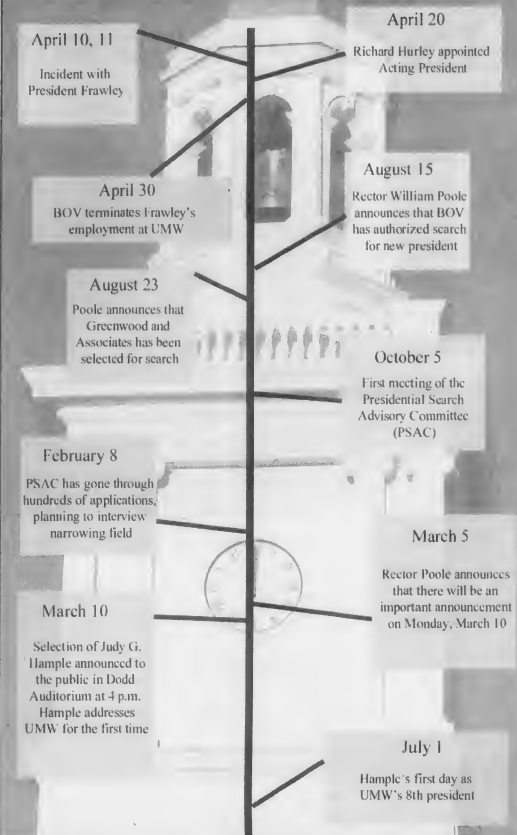 April 10, 11
Incident with
President Frawley
April 20
Richard Hurley appointed
Acting President
April 30
BOV terminates Frawley's
employment at UMW
August 15
Rector William Poole
announces that BOV
has authorized search
for new president
August 23
Poole announces that
Greenwood and
Associates has been
selected for search
October 5
First meeting of the
Presidential Search
Advisory Committee
(PSAC)
February 8
PSAC has gone through
hundreds of applications,
planning to interview
narrowing field
March 5
Rector Poole announces
that there will be an
important announcement
on Monday, March 10
March 10
Selection of Judy G.
Hample announced to
the public in Dodd
Auditorium at 4 p.m.
Hample addresses
UMW for the first time
July 1
Hample's first day as
UMW's 8th president